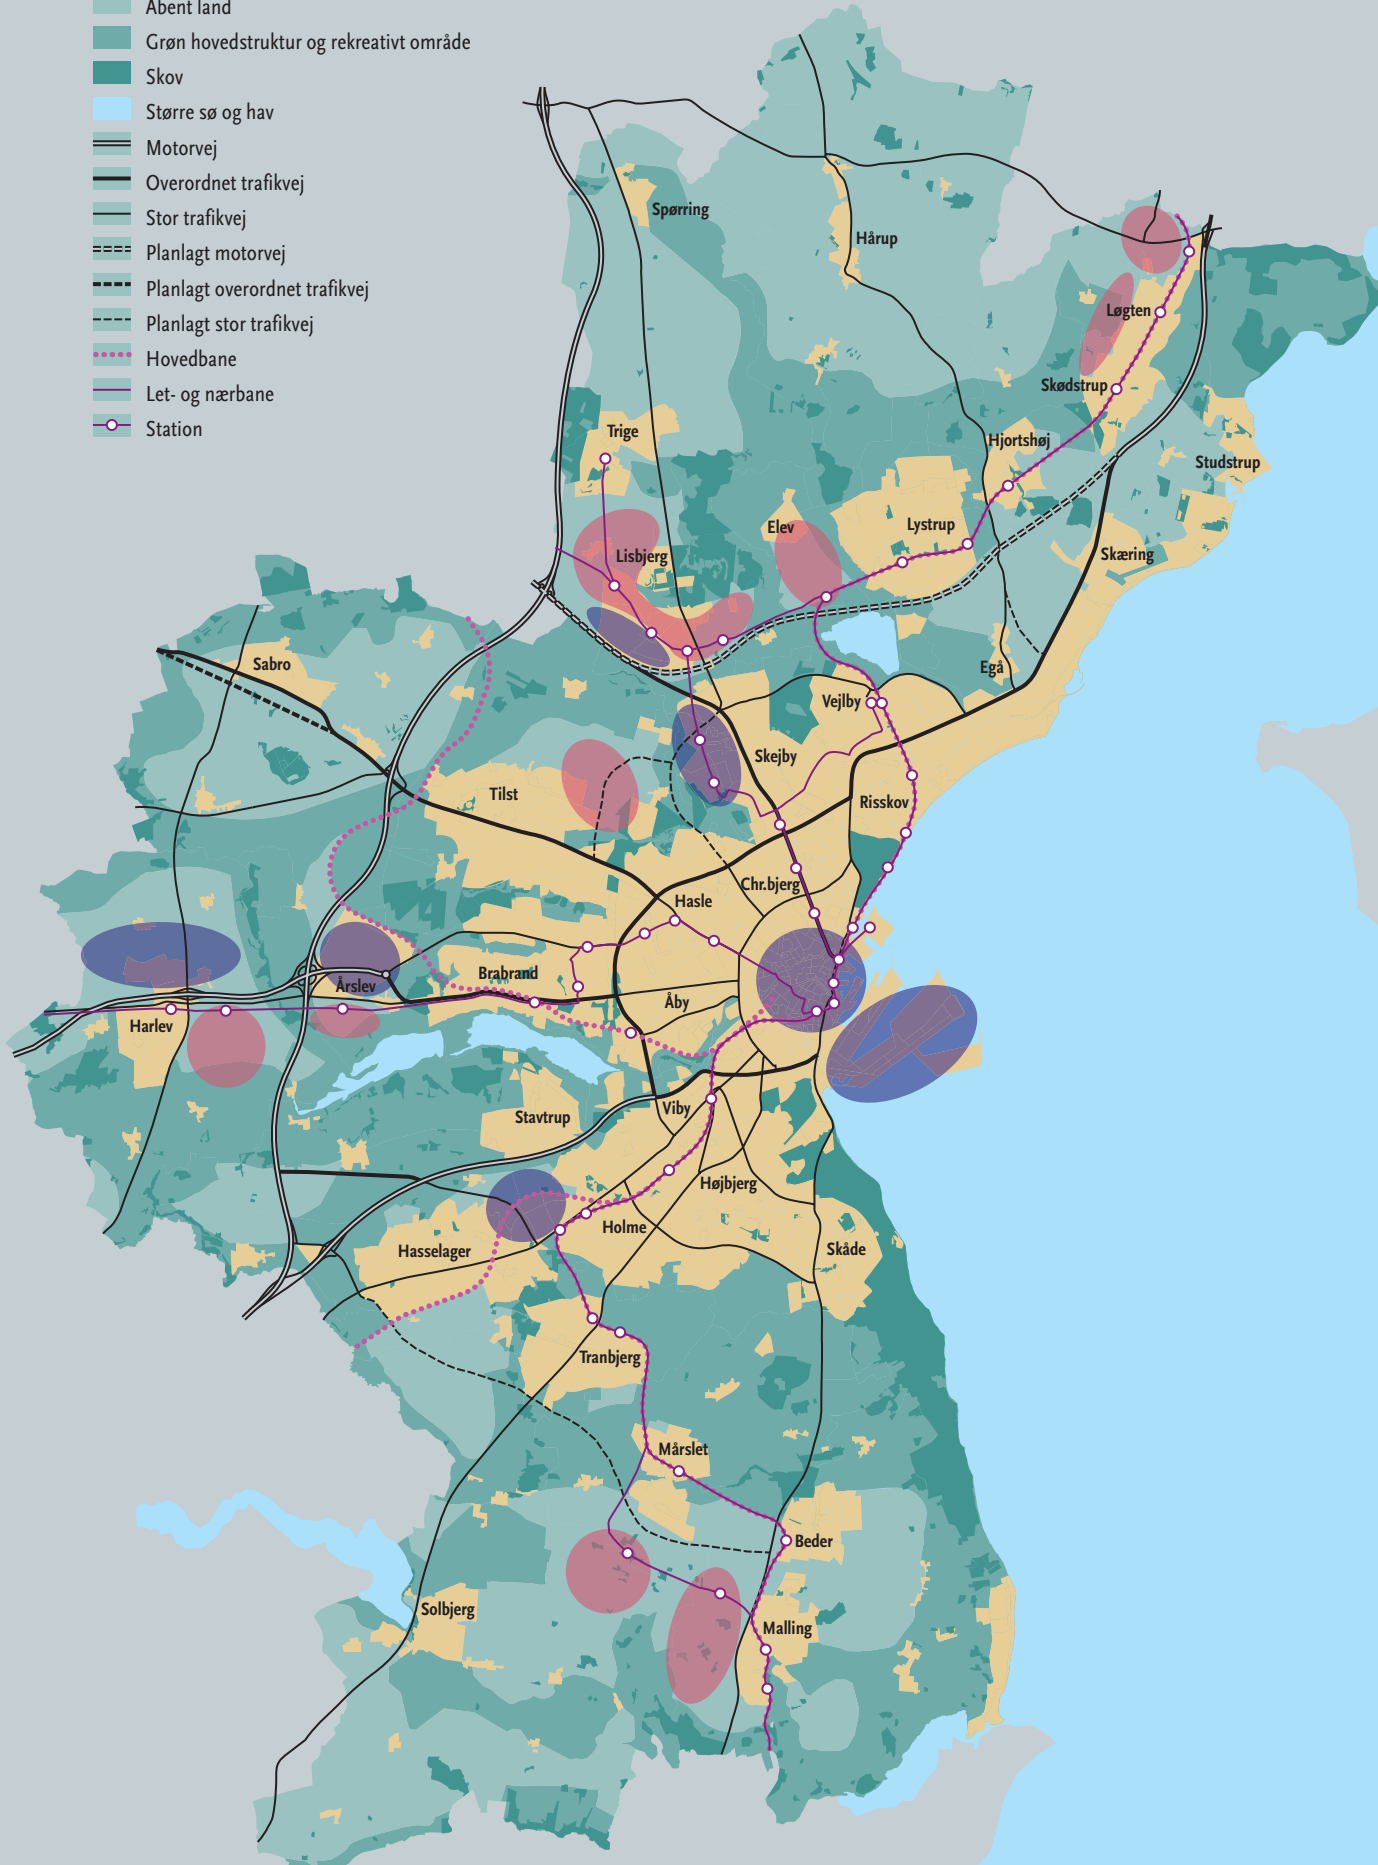 Åbent land
Grøn hovedstruktur og rekreativt område
Skov
Større sø og hav
Motorvej
Overordnet trafikvej
Stor trafikvej
Planlagt motorvej
Planlagt overordnet trafikvej
Planlagt stor trafikvej
Hovedbane
Let- og nærbane
Station
Spørring
Hårup
Løgten
Skødstrup
Trige
Hjortshøj
Studstrup
Elev
Lystrup
Lisbjerg
Skæring
Sabro
Egå
Vejlby
Skejby
Tilst
Risskov
Chr.bjerg
Hasle
Brabrand
Årslev
Åby
Harlev
Viby
Stavtrup
Højbjerg
Holme
Hasselager
Skåde
Tranbjerg
Mårslet
Beder
Solbjerg
Malling